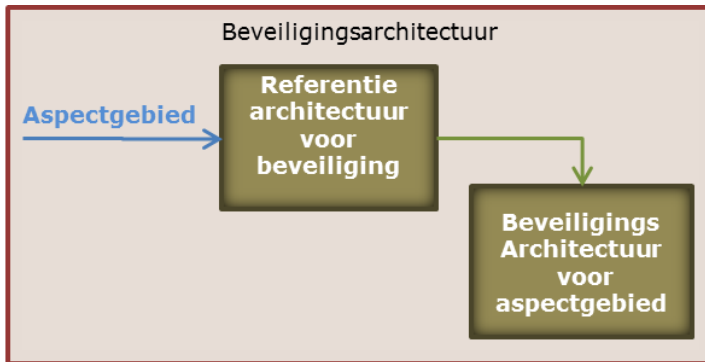 Beveiligingsarchitectuur
Aspectgebied
Referentie
architectuur
voor
beveiliging
Beveiligings
Architectuur
voor
aspectgebied